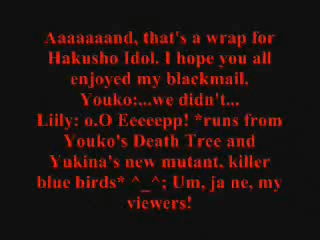 Aaaaaaand, that's a wrap for
Hakusho Idol. I hope you all
enjoyed my blackmail.
Youko:...we didn't...
Liily: o.O Eeeeepp! *runs from
Youko's Death Tree and
Yukina's new mutant, killer
blue birds* ^_^; Um, ja ne, my
viewers!